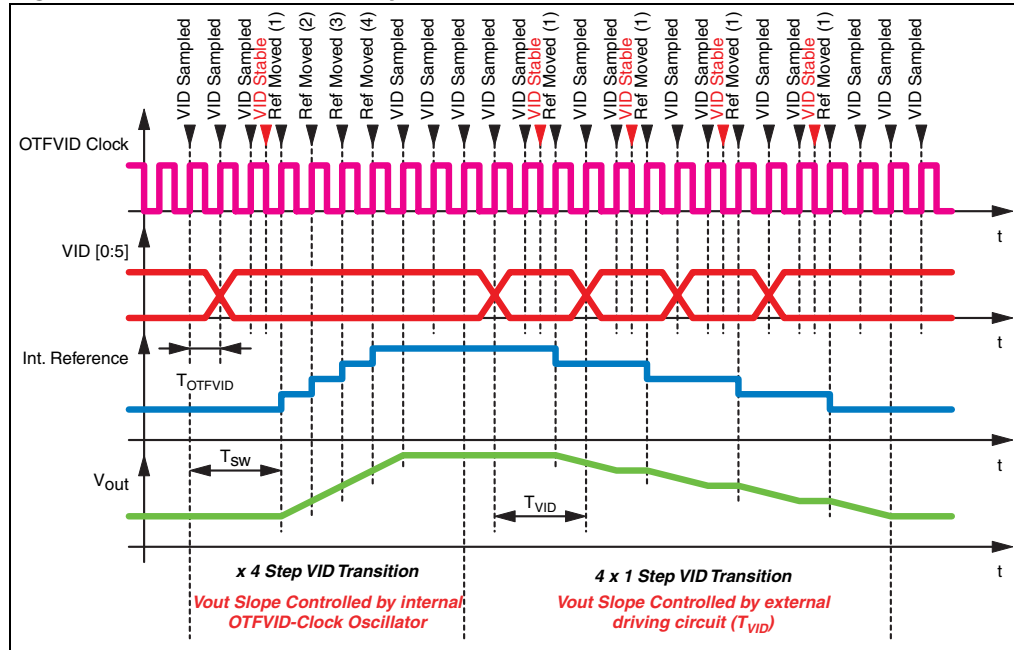 VID Sampled
VID Sampled
VID Sampled
VID Stable
Ref Moved (1)
Ref Moved (2)
Ref Moved (3)
Ref Moved (4)
VID Sampled
VID Sampled
VID Sampled
VID Sampled
VID Sampled
VID Stable
Ref Moved (1)
VID Sampled
VID Sampled
VID Stable
Ref Moved (1)
VID Sampled
VID Sampled
VID Stable
Ref Moved (1)
VID Sampled
VID Sampled
VID Stable
Ref Moved (1)
VID Sampled
VID Sampled
VID Sampled
OTFVID Clock
t
VID [0:5]
t
Int. Reference
TOTFVID
t
Vout
TSW
TVID
t
x 4 Step VID Transition
4 x 1 Step VID Transition
Vout Slope Controlled by internal
OTFVID-Clock Oscillator
Vout Slope Controlled by external
driving circuit (TVID)